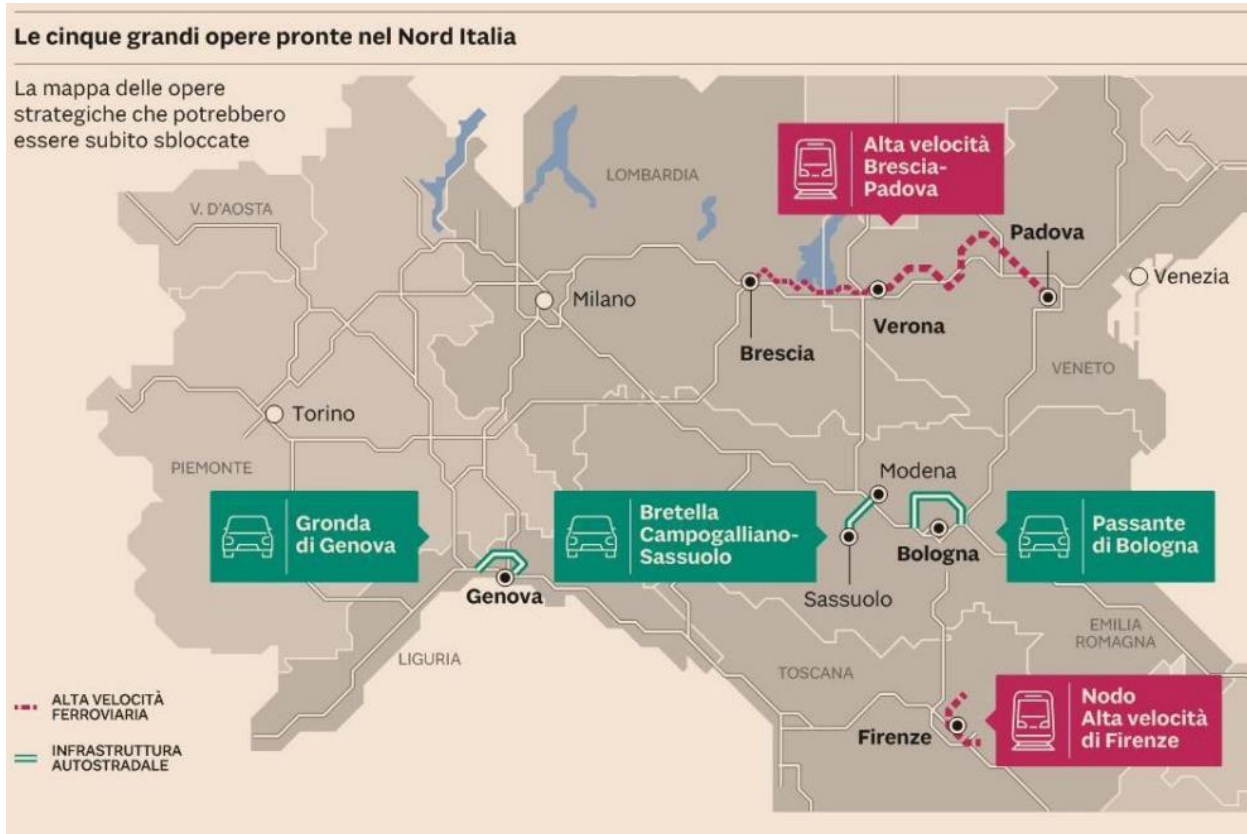 Le cinque grandi opere pronte nel Nord Italia
La mappa delle opere
strategiche che potrebbero
essere subito sbloccate
Alta velocità
Brescia-
Padova
LOMBARDIA
V. D'AOSTA
Padova
Venezia
Milano
Verona
Brescia
VENETO
Torino
PIEMONTE
Modena
Gronda
di Genova
Bretella
Campogalliano-
Sassuolo
Passante
di Bologna
Bologna
Genova
Sassuolo
EMILIA
ROMAGNA
LIGURIA
TOSCANA
Nodo
Alta velocità
di Firenze
Firenze
ALTA VELOCITÀ
FERROVIARIA
INFRASTRUTTURA
AUTOSTRADALE